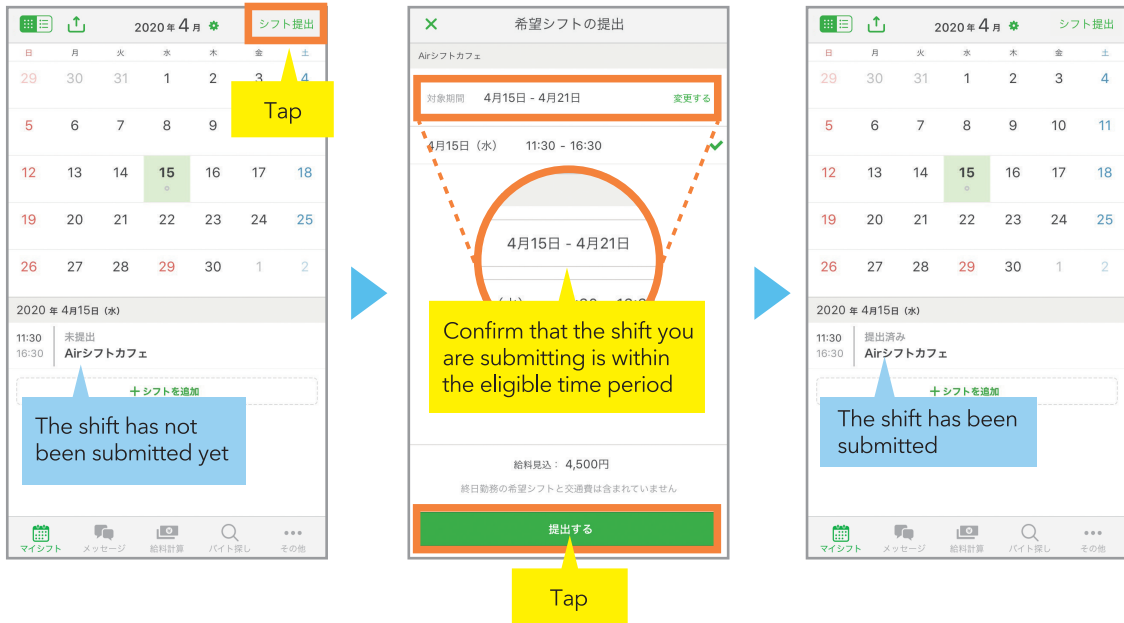 2020年4月
シフト提出
日 月 火 水 木 金 土
29 30 31 1 2 3 4
Tap
5 6 7 8 9
12 13 14 15 16 17 18
19 20 21 22 23 24 25
26 27 28 29 30 1 2
2020年4月15日（水）
11:30 未提出
16:30 Airシフトカフェ
＋シフトを追加
The shift has not
been submitted yet
マイシフト メッセージ 給料計算 バイト探し その他
希望シフトの提出
Airシフトカフェ
対象期間 4月15日 - 4月21日 変更する
4月15日（水） 11:30 - 16:30
4月15日 - 4月21日
Confirm that the shift you
are submitting is within
the eligible time period
給料見込： 4,500円
終日勤務の希望シフトと交通費は含まれていません
提出する
Tap
2020年4月
シフト提出
日 月 火 水 木 金 土
29 30 31 1 2 3 4
5 6 7 8 9 10 11
12 13 14 15 16 17 18
19 20 21 22 23 24 25
26 27 28 29 30 1 2
2020年4月15日（水）
11:30 提出済み
16:30 Airシフトカフェ
＋シフトを追加
The shift has been
submitted
マイシフト メッセージ 給料計算 バイト探し その他